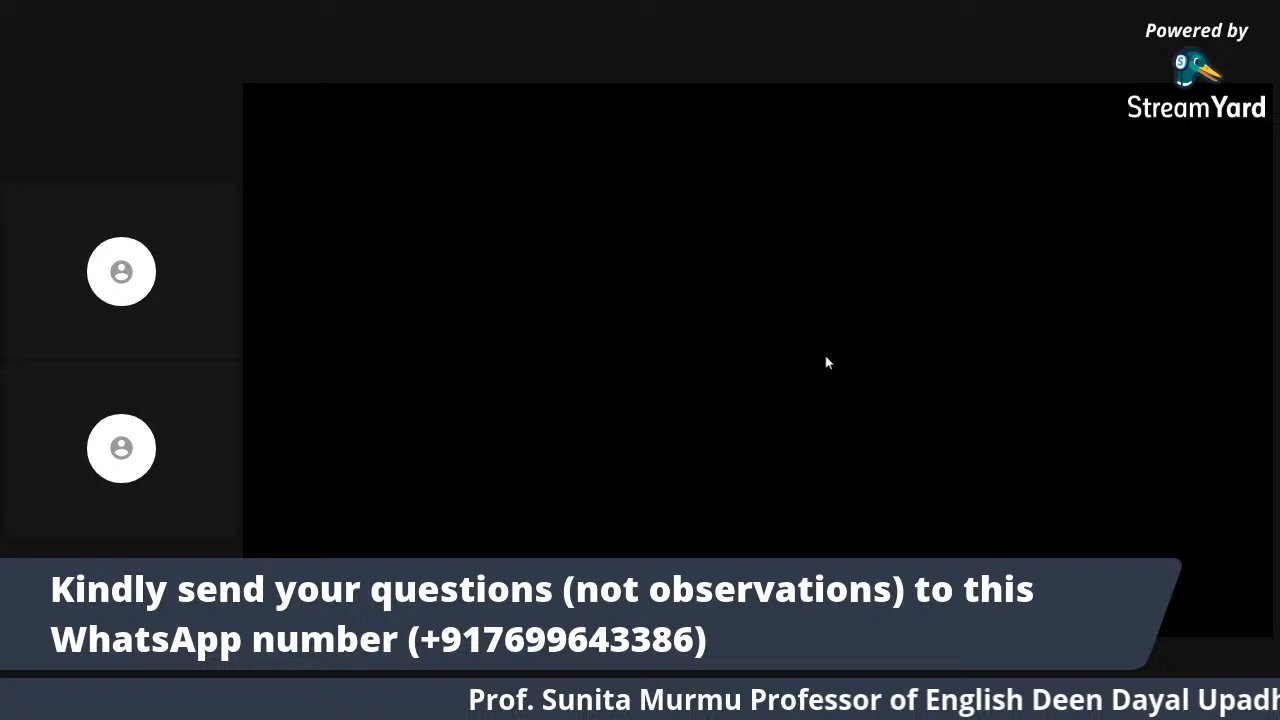 Powered by
StreamYard
Kindly send your questions (not observations) to this
WhatsApp number (+917699643386)
Prof. Sunita Murmu Professor of English Deen Dayal